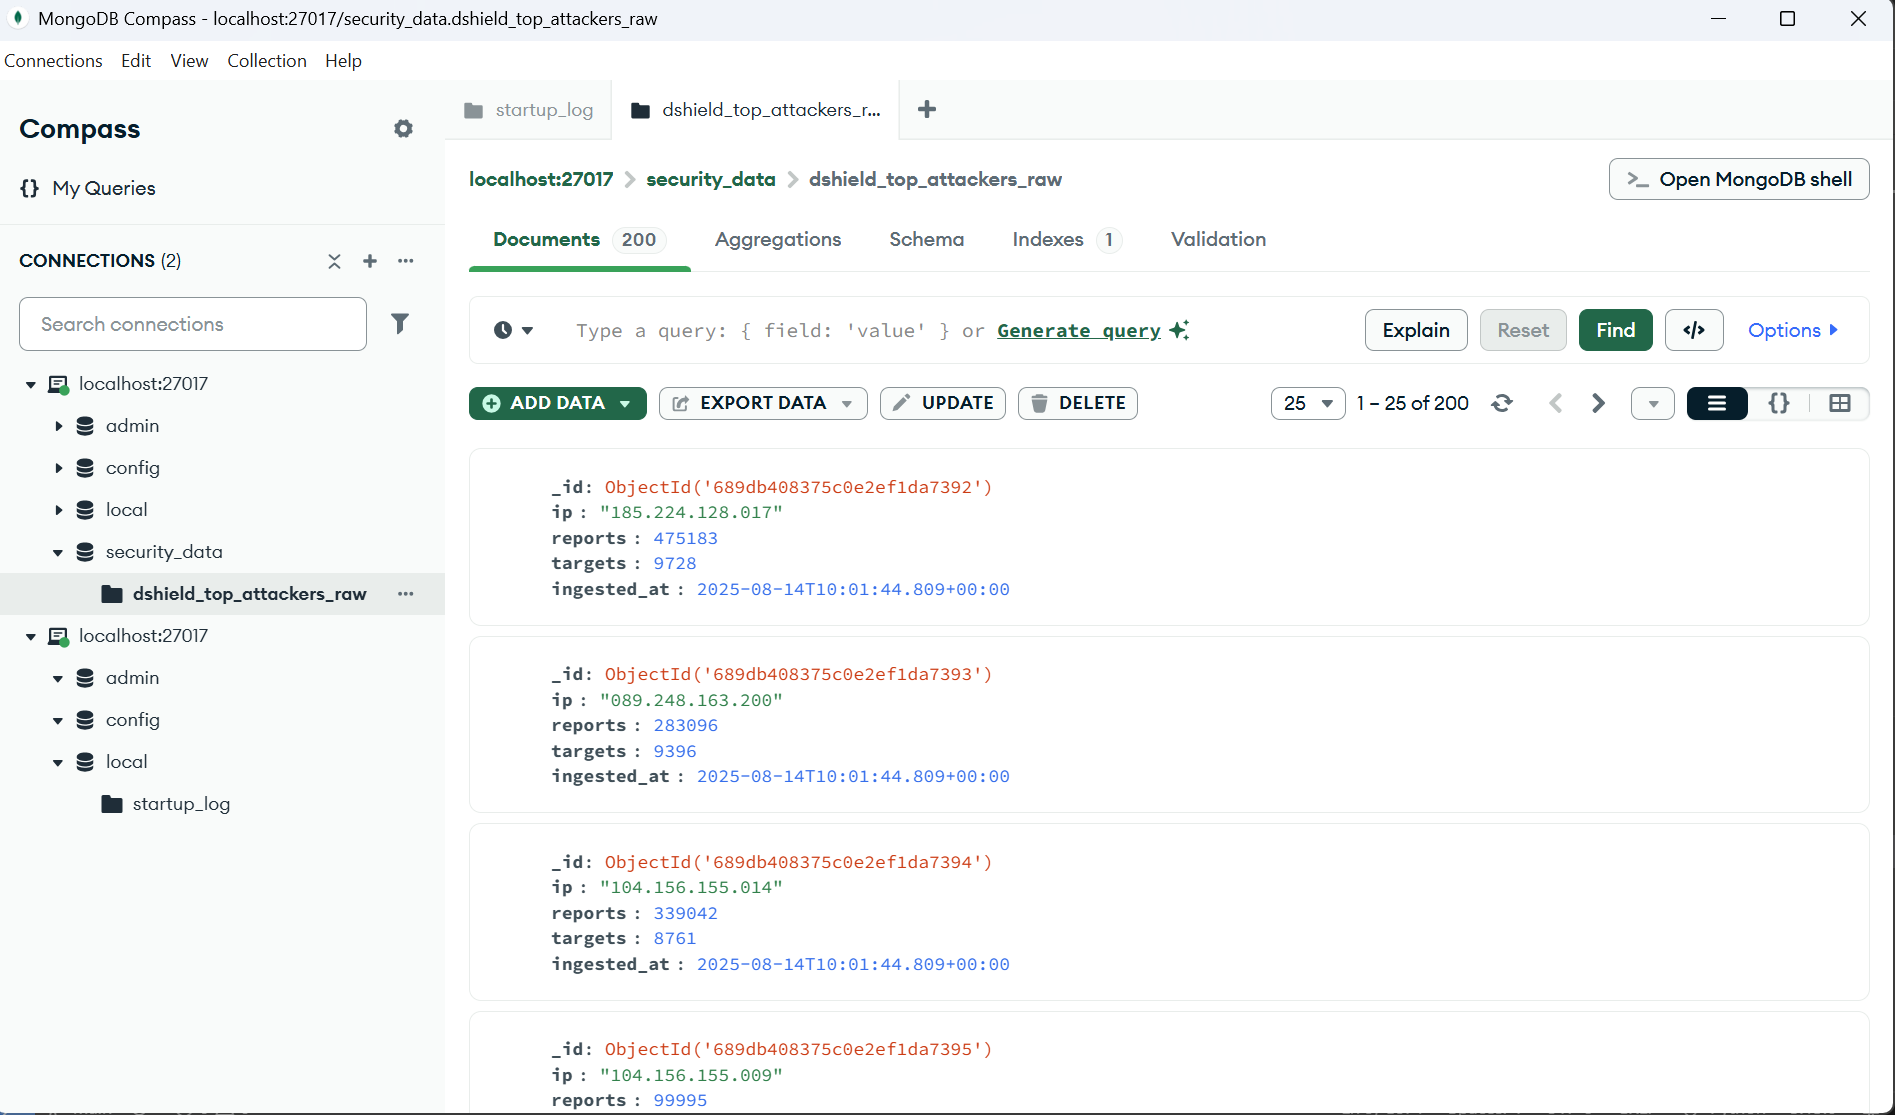 MongoDB Compass - localhost:27017/security_data.dshield_top_attackers_raw
Connections Edit View Collection Help
Compass
My Queries
CONNECTIONS (2)
Search connections
localhost:27017
admin
config
local
security_data
dshield_top_attackers_raw
localhost:27017
admin
config
local
startup_log
startup_log
dshield_top_attackers_r...
localhost:27017 > security_data > dshield_top_attackers_raw
>_ Open MongoDB shell
Documents 200 Aggregations Schema Indexes 1 Validation
Type a query: { field: 'value' } or Generate query
Explain Reset Find </> Options
ADD DATA EXPORT DATA UPDATE DELETE
25 1 – 25 of 200 {}
_id: ObjectId('689db408375c0e2ef1da7392')
ip : "185.224.128.017"
reports : 475183
targets : 9728
ingested_at : 2025-08-14T10:01:44.809+00:00
_id: ObjectId('689db408375c0e2ef1da7393')
ip : "089.248.163.200"
reports : 283096
targets : 9396
ingested_at : 2025-08-14T10:01:44.809+00:00
_id: ObjectId('689db408375c0e2ef1da7394')
ip : "104.156.155.014"
reports : 339042
targets : 8761
ingested_at : 2025-08-14T10:01:44.809+00:00
_id: ObjectId('689db408375c0e2ef1da7395')
ip : "104.156.155.009"
reports : 99995